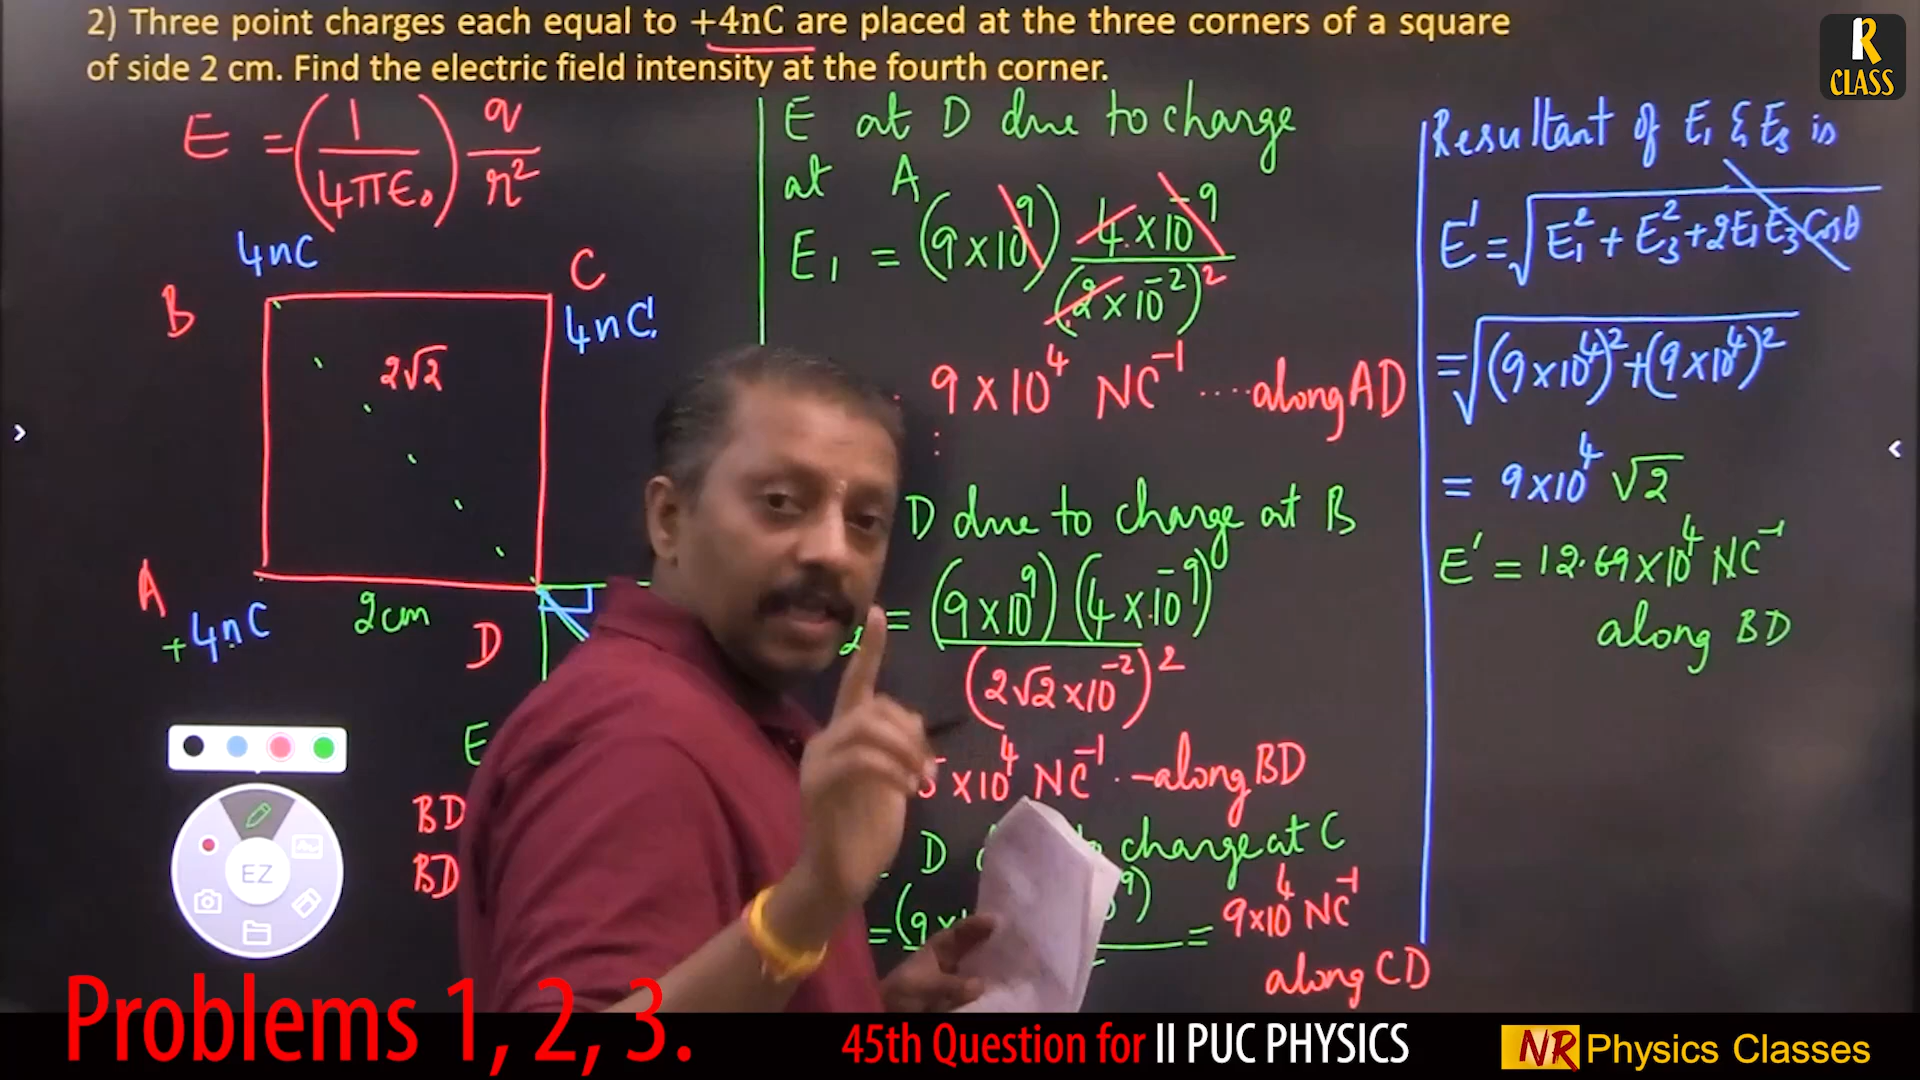 2) Three point charges each equal to +4nC are placed at the three corners of a square
of side 2 cm. Find the electric field intensity at the fourth corner.
R
CLASS
E = (1/4πε₀) q/r²
4nC
B
C
4nC
2√2
A
+4nC
2cm
D
E
BD
BD
EZ
E at D due to charge
at A
E₁ = (9×10⁹) 4×10⁻⁹/(2×10⁻²)²
9×10⁴ NC⁻¹ ....along AD
D due to charge at B
₂ = (9×10⁹)(4×10⁻⁹)/(2√2×10⁻²)²
5×10⁴ NC⁻¹..-along BD
D charge at C
= 9×10⁴ NC⁻¹
along CD
Resultant of E₁ & E₃ is
E' = √E₁² + E₃² + 2E₁E₃Cosθ
= √(9×10⁴)² + (9×10⁴)²
= 9×10⁴ √2
E' = 12.69×10⁴ NC⁻¹
along BD
Problems 1, 2, 3.
45th Question for II PUC PHYSICS
NR Physics Classes